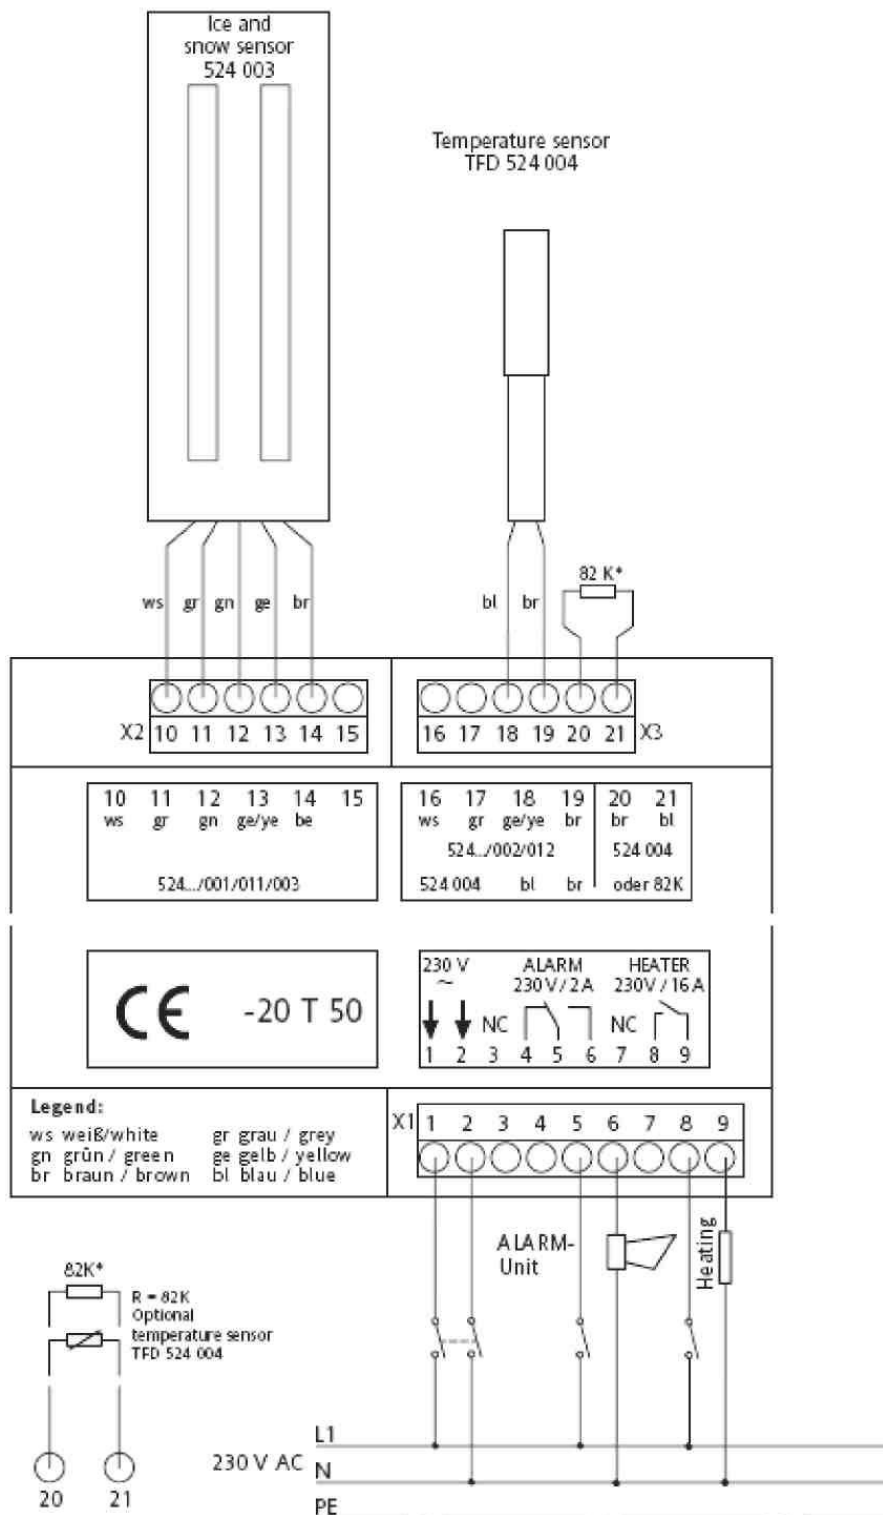 Ice and
snow sensor
524 003
Temperature sensor
TFD 524 004
82 K*
ws gr gn ge br
bl br
X2 10 11 12 13 14 15
16 17 18 19 20 21 X3
10 11 12 13 14 15
ws gr gn ge/ye be
524.../001/011/003
16 17 18 19 20 21
ws gr ge/ye br br bl
524.../002/012 524 004
524 004 bl br oder 82K
CE -20 T 50
230 V ALARM HEATER
~ 230 V / 2 A 230V / 16 A
NC NC
1 2 3 4 5 6 7 8 9
Legend:
ws weiß/white gr grau / grey
gn grün / green ge gelb / yellow
br braun / brown bl blau / blue
X1 1 2 3 4 5 6 7 8 9
ALARM-
Unit
Heating
82K*
R = 82K
Optional
temperature sensor
TFD 524 004
20 21
230 V AC
L1
N
PE